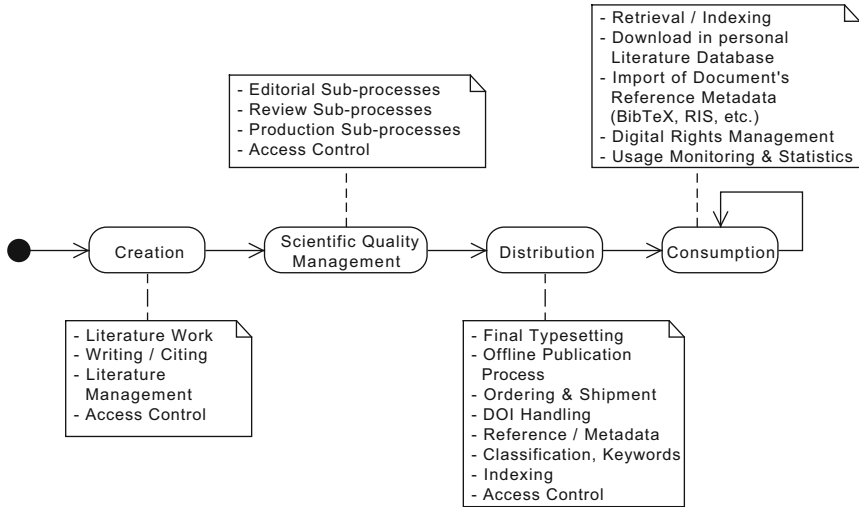 - Retrieval / Indexing
- Download in personal
Literature Database
- Import of Document's
Reference Metadata
(BibTeX, RIS, etc.)
- Digital Rights Management
- Usage Monitoring & Statistics
- Editorial Sub-processes
- Review Sub-processes
- Production Sub-processes
- Access Control
Creation
Scientific Quality
Management
Distribution
Consumption
- Literature Work
- Writing / Citing
- Literature
Management
- Access Control
- Final Typesetting
- Offline Publication
Process
- Ordering & Shipment
- DOI Handling
- Reference / Metadata
- Classification, Keywords
- Indexing
- Access Control